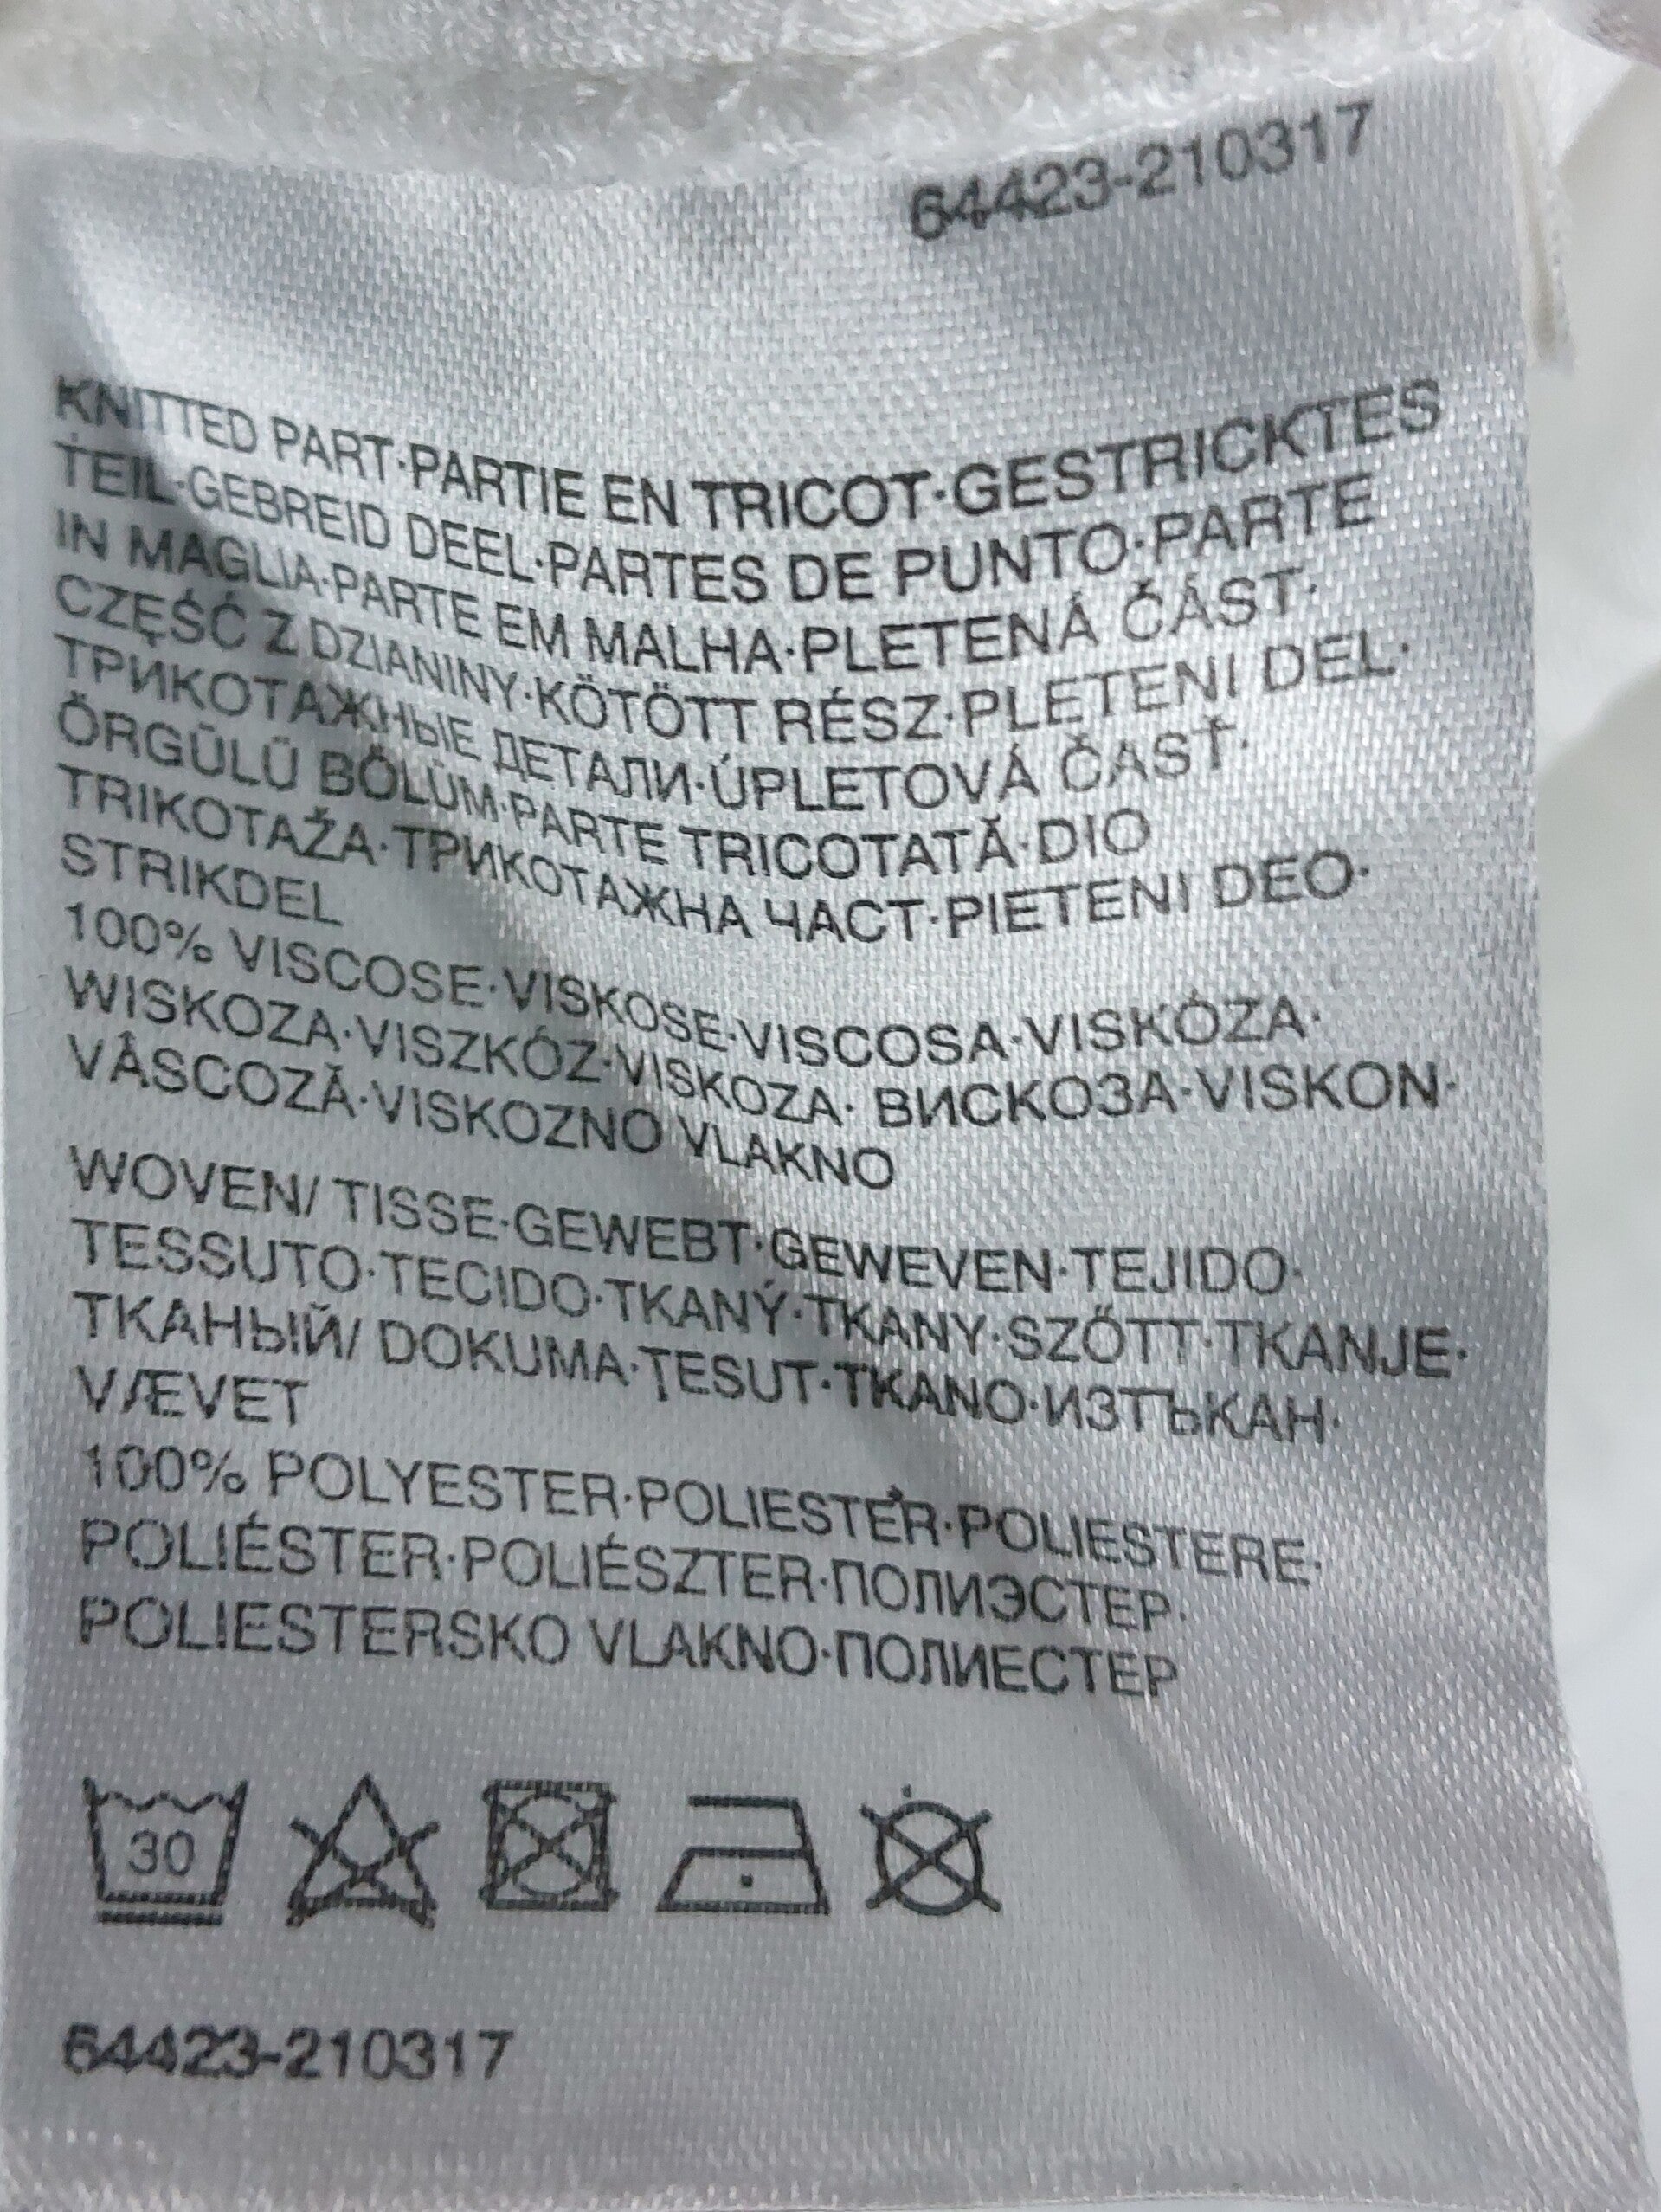 64423-210317
KNITTED PART·PARTIE EN TRICOT·GESTRICKTES
TEIL·GEBREID DEEL·PARTES DE PUNTO·PARTE
IN MAGLIA·PARTE EM MALHA·PLETENÁ ČÁST·
CZĘŚĆ Z DZIANINY·KÖTÖTT RÉSZ·PLETENI DEL·
ТРИКОТАЖНЫЕ ДЕТАЛИ·ÚPLETOVÁ ČASŤ·
ÖRGÜLÜ BÖLÜM·PARTE TRICOTATĂ·DIO
TRIKOTAŽA·ТРИКОТАЖНА ЧАСТ·PIETENI DEO·
STRIKDEL
100% VISCOSE·VISKOSE·VISCOSA·VISKÓZA·
WISKOZA·VISZKÓZ·VISKOZA· ВИСКОЗА·VISKON·
VÂSCOZĂ·VISKOZNO VLAKNO
WOVEN/ TISSE·GEWEBT·GEWEVEN·TEJIDO·
TESSUTO·TECIDO·TKANÝ·TKANY·SZŐTT·TKANJE·
ТКАНЫЙ/ DOKUMA·ŢESUT·TKANO·ИЗТЪКАН·
VÆVET
100% POLYESTER·POLIESTER·POLIESTERE·
POLIÉSTER·POLIÉSZTER·ПОЛИЭСТЕР·
POLIESTERSKO VLAKNO·ПОЛИЕСТЕР
30
64423-210317